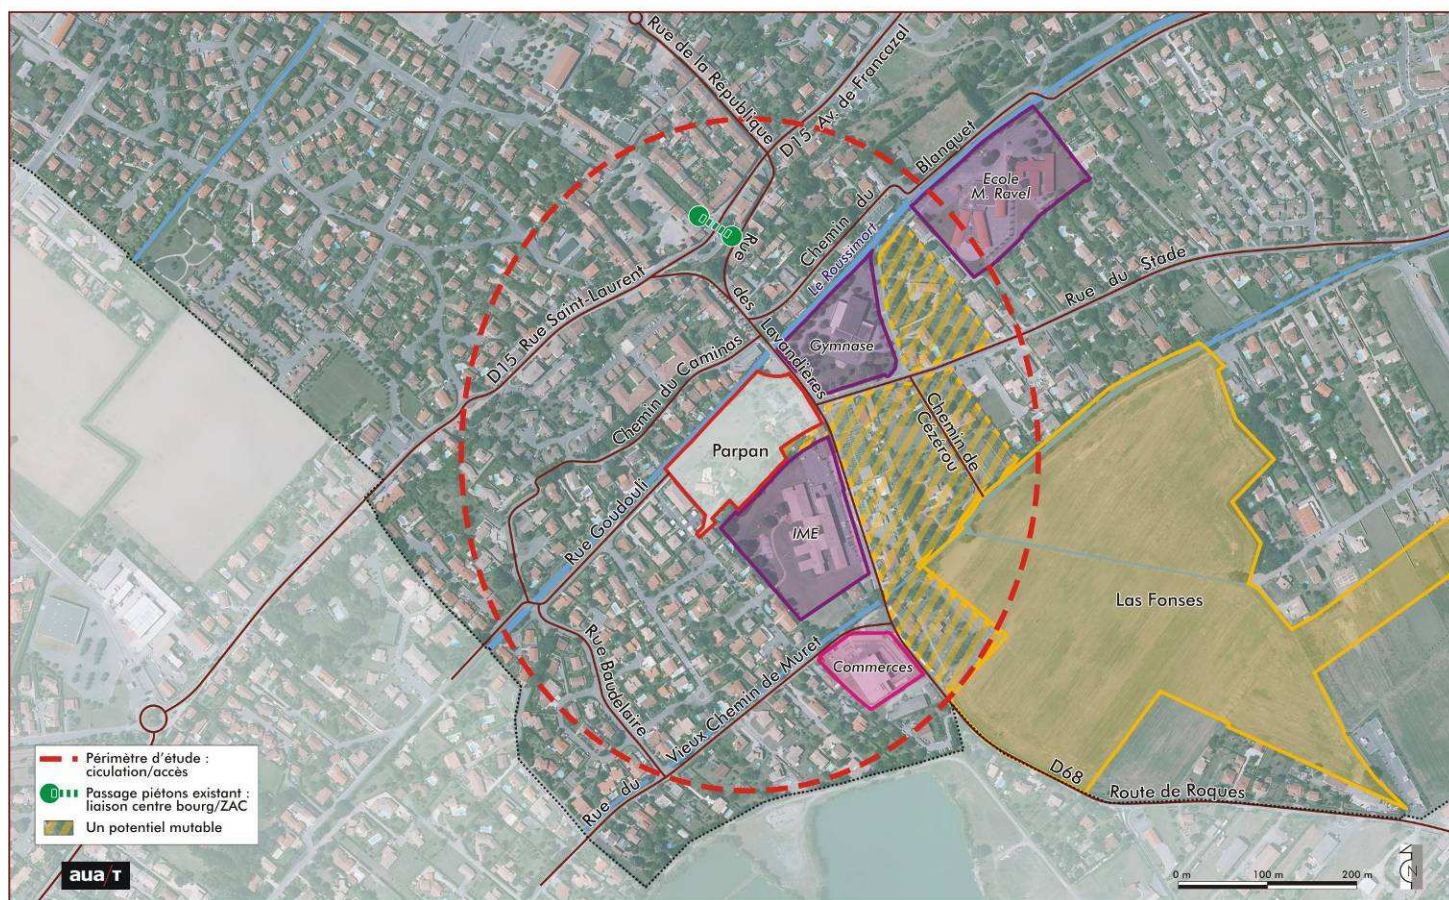 Rue de la République
D15 Av. de Francazal
Chemin du Blanquet
Ecole
M. Ravel
Rue
des
Lavandières
Le Roussimort
Rue du Stade
D15 Rue Saint-Laurent
Gymnase
Chemin du Caminas
Chemin de
Cézérou
Parpan
Rue Goudouli
IME
Las Fonses
Rue Baudelaire
Commerces
Rue du Vieux Chemin de Muret
D68
Route de Roques
Périmètre d'étude :
ciculation/accès
Passage piétons existant :
liaison centre bourg/ZAC
Un potentiel mutable
aua/T
0 m 100 m 200 m